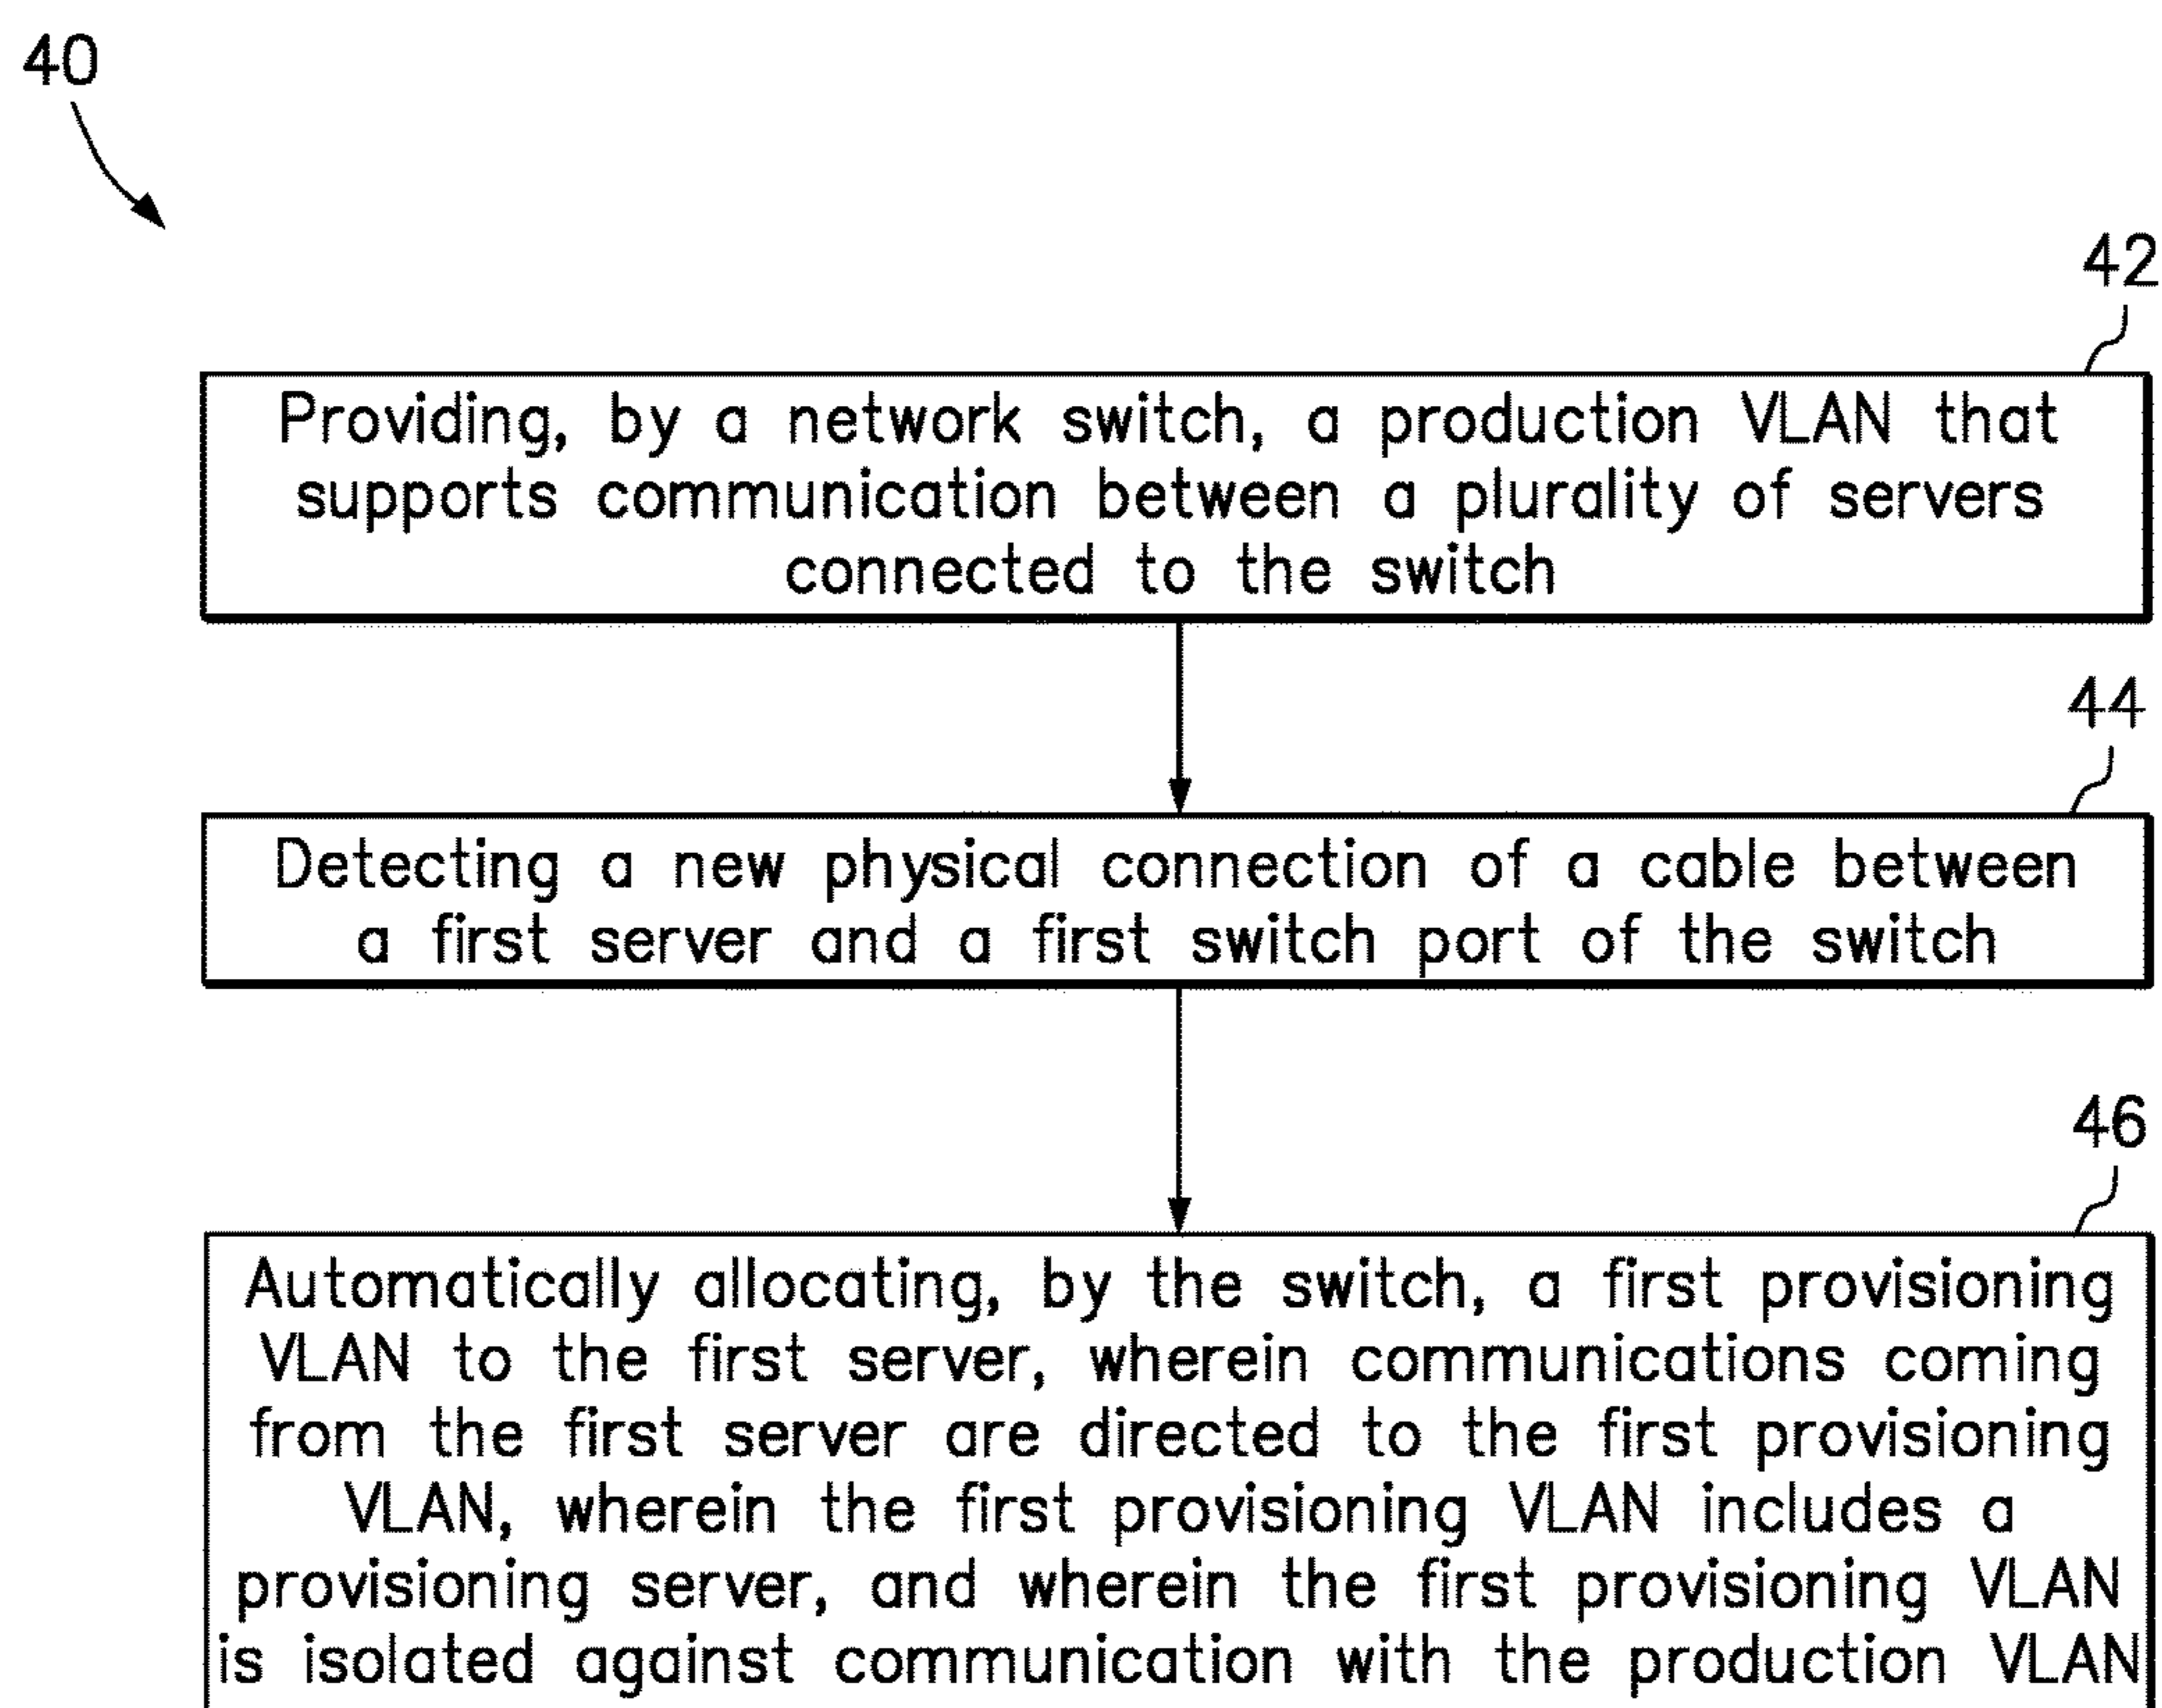 40
42
Providing, by a network switch, a production VLAN that
supports communication between a plurality of servers
connected to the switch
44
Detecting a new physical connection of a cable between
a first server and a first switch port of the switch
46
Automatically allocating, by the switch, a first provisioning
VLAN to the first server, wherein communications coming
from the first server are directed to the first provisioning
VLAN, wherein the first provisioning VLAN includes a
provisioning server, and wherein the first provisioning VLAN
is isolated against communication with the production VLAN